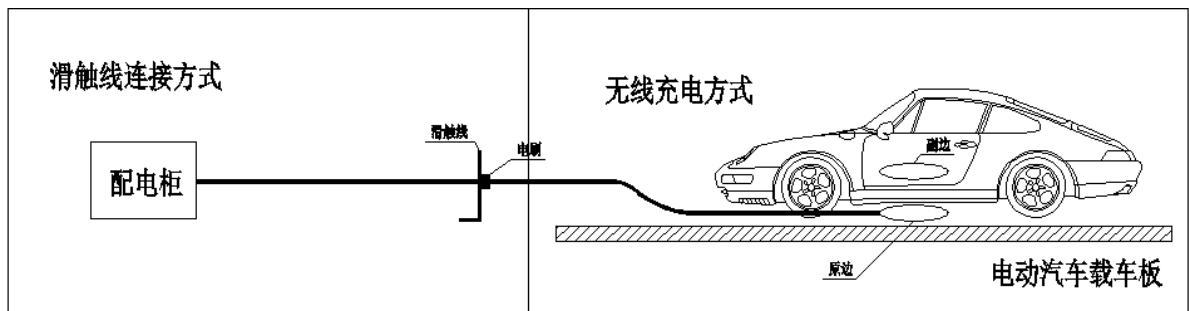 滑触线连接方式
无线充电方式
滑触线
电刷
副边
配电柜
原边
电动汽车载车板